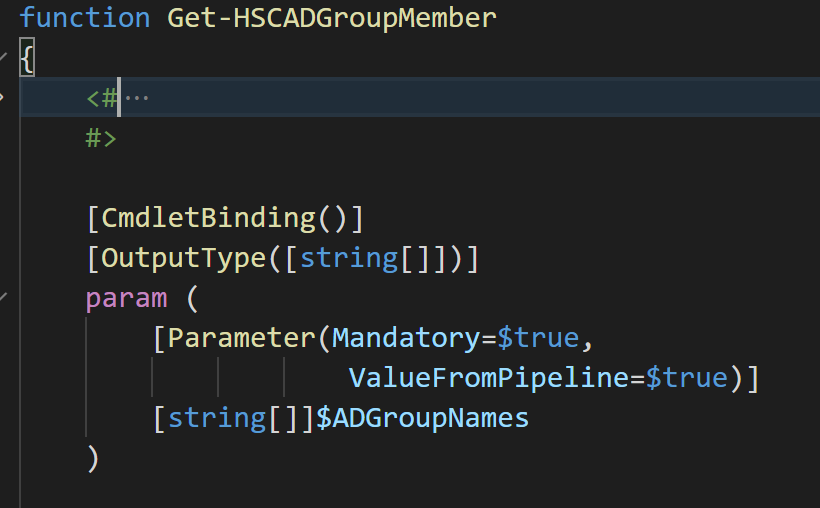 function Get-HSCADGroupMember
{
<#···
#>
[CmdletBinding()]
[OutputType([string[]])]
param (
[Parameter(Mandatory=$true,
ValueFromPipeline=$true)]
[string[]]$ADGroupNames
)